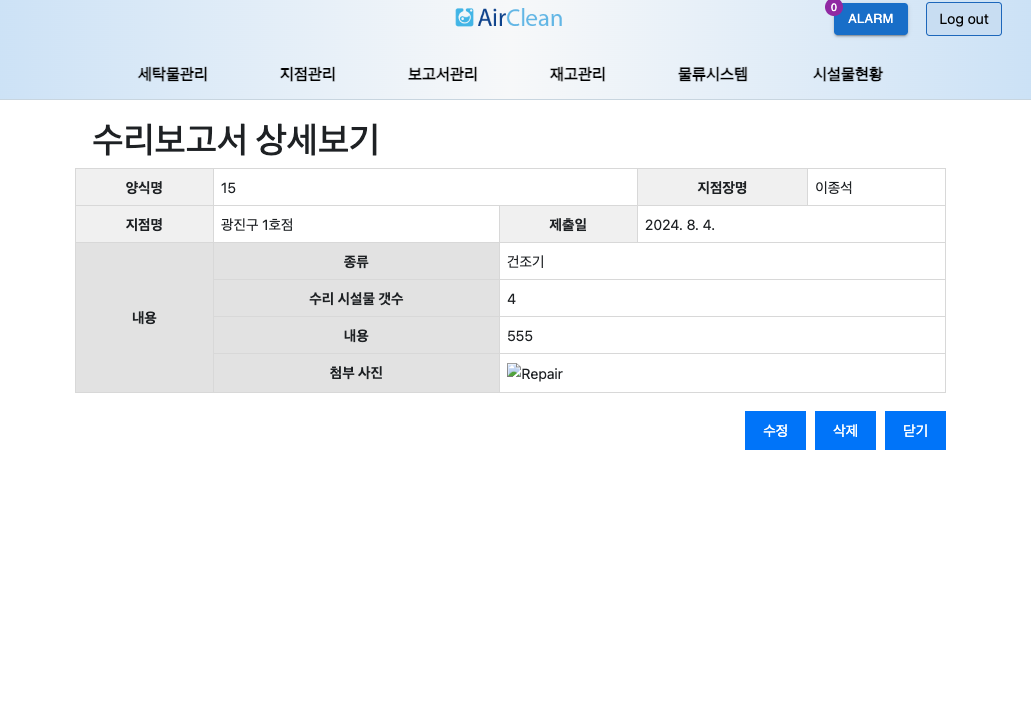 AirClean
0
ALARM
Log out
세탁물관리 지점관리 보고서관리 재고관리 물류시스템 시설물현황
수리보고서 상세보기
양식명 15 지점장명 이종석
지점명 광진구 1호점 제출일 2024. 8. 4.
내용
종류 건조기
수리 시설물 갯수 4
내용 555
첨부 사진 Repair
수정 삭제 닫기